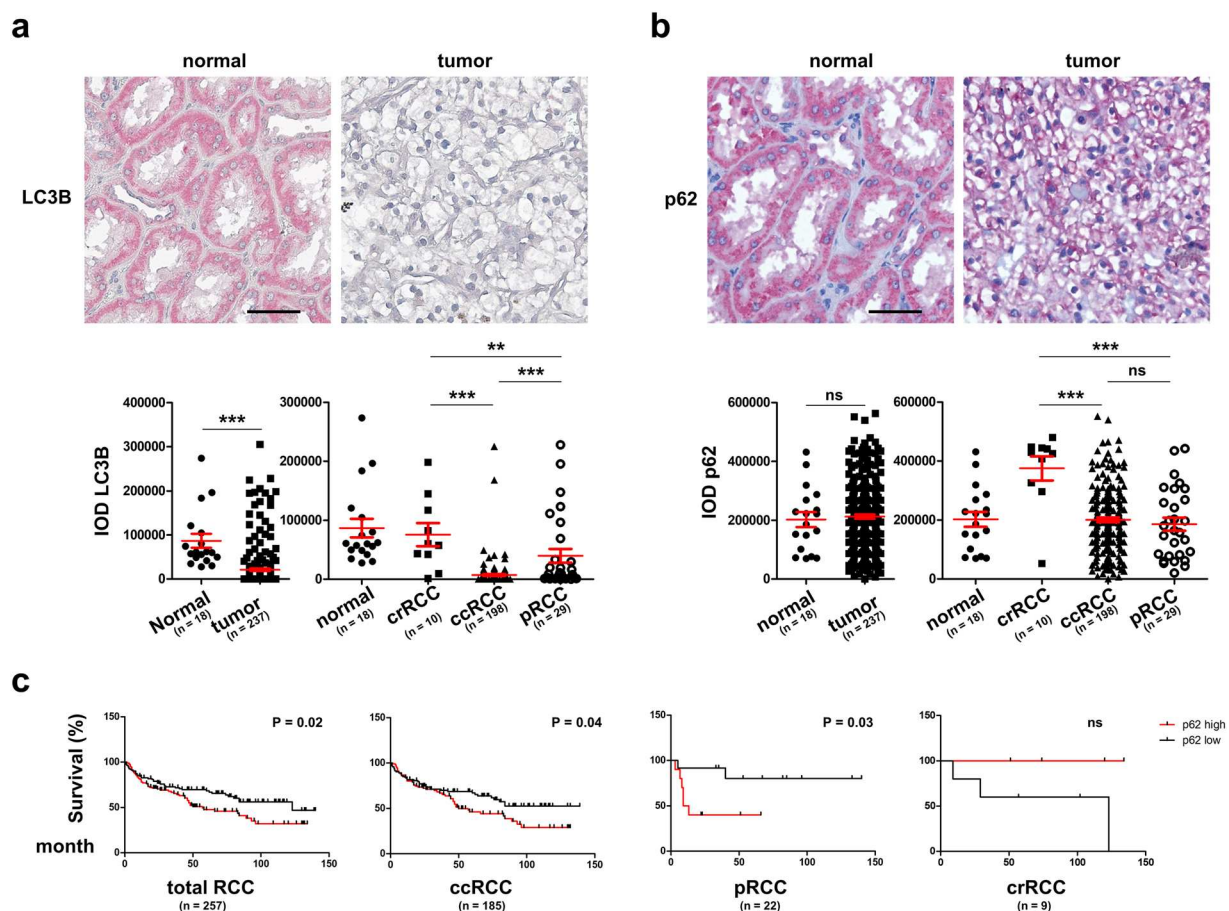 a
normal
tumor
LC3B
**
***
***
***
400000
300000
200000
100000
0
IOD LC3B
Normal
(n = 18)
tumor
(n = 237)
300000
200000
100000
0
normal
(n = 18)
crRCC
(n = 10)
ccRCC
(n = 198)
pRCC
(n = 29)
b
normal
tumor
p62
***
ns
ns
***
600000
400000
200000
0
IOD p62
normal
(n = 18)
tumor
(n = 237)
600000
400000
200000
0
normal
(n = 18)
crRCC
(n = 10)
ccRCC
(n = 198)
pRCC
(n = 29)
c
Survival (%)
month
150
100
50
0 50 100 150
P = 0.02
total RCC
(n = 257)
150
100
50
0 50 100 150
P = 0.04
ccRCC
(n = 185)
150
100
50
0 50 100 150
P = 0.03
pRCC
(n = 22)
150
100
50
0 50 100 150
ns
crRCC
(n = 9)
p62 high
p62 low